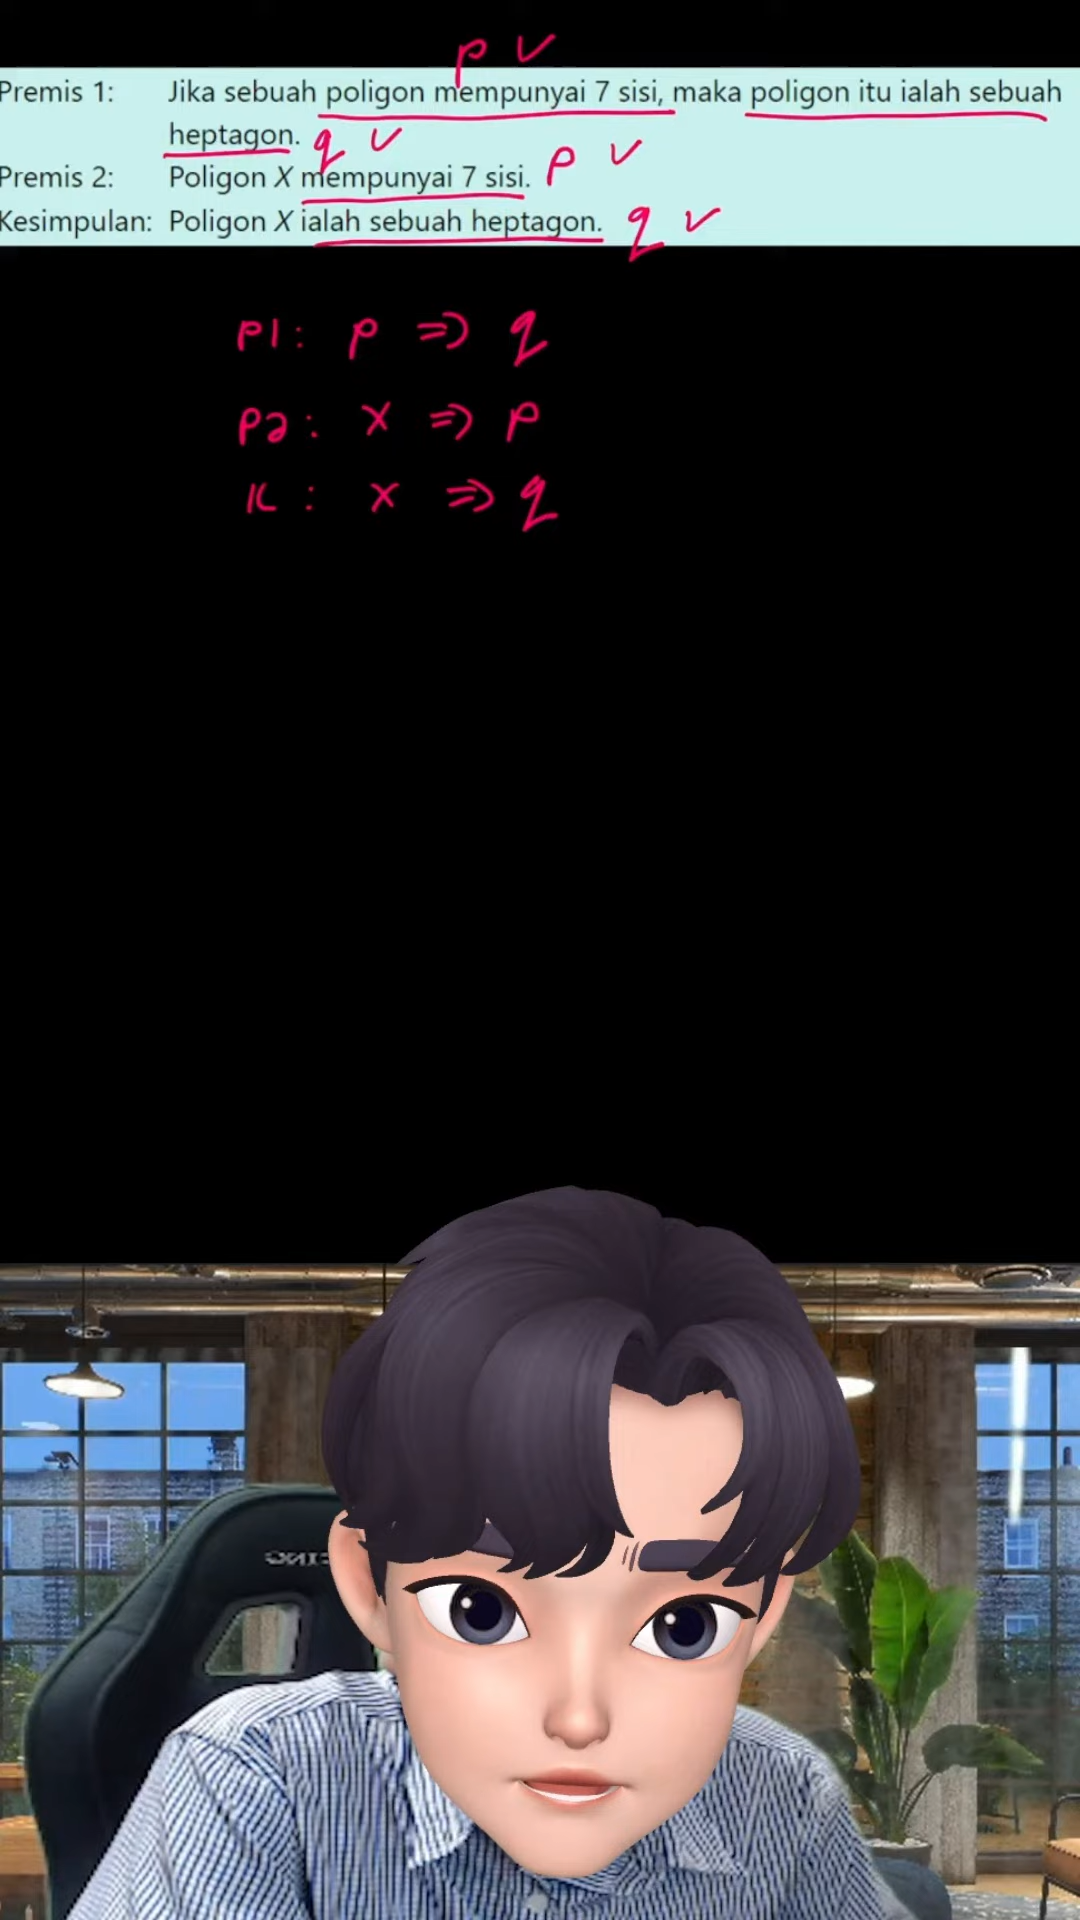 p ✓
Premis 1: Jika sebuah poligon mempunyai 7 sisi, maka poligon itu ialah sebuah
heptagon. q ✓
Premis 2: Poligon X mempunyai 7 sisi. p ✓
Kesimpulan: Poligon X ialah sebuah heptagon. q ✓
P1: p ⇒ q
P2: x ⇒ p
K: x ⇒ q